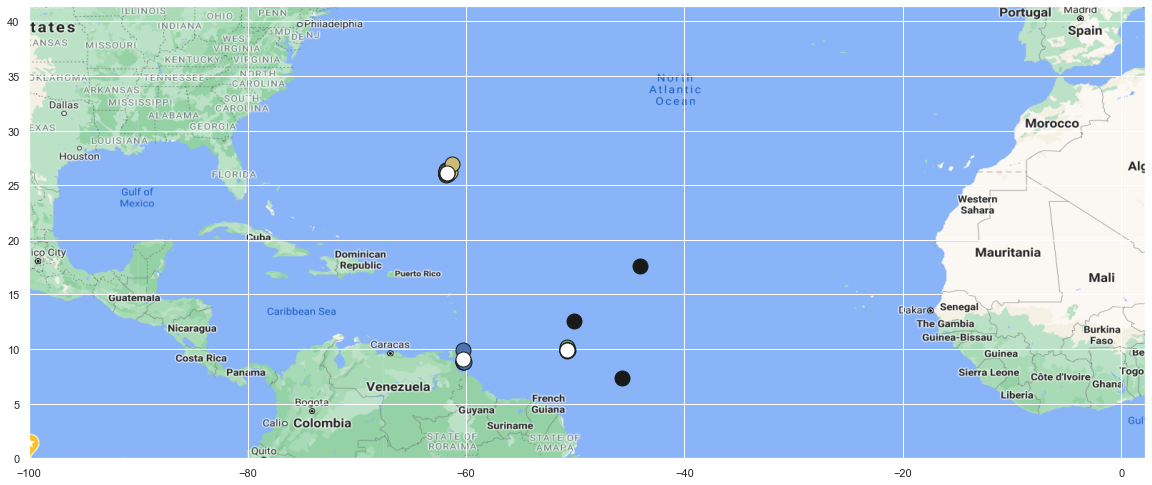 40
ILLINOIS
OHIO
PENN
Philadelphia
Portugal
Madrid
tates
INDIANA
MD
DE
NJ
Spain
ANSAS
MISSOURI
WEST
VIRGINIA
KENTUCKY
VIRGINIA
35
OKLAHOMA
TENNESSEE
NORTH
CAROLINA
North
Atlantic
Ocean
ARKANSAS
Dallas
MISSISSIPPI
SOUTH
CAROLINA
ALABAMA
GEORGIA
Morocco
30
EXAS
LOUISIANA
Houston
Alg
25
FLORIDA
Gulf of
Mexico
Western
Sahara
20
Cuba
ico City
Dominican
Republic
Puerto Rico
Mauritania
Mali
15
Guatemala
Caribbean Sea
Dakar
Senegal
The Gambia
Nicaragua
Guinea-Bissau
Burkina
Faso
10
Caracas
Costa Rica
Panama
Venezuela
Guinea
Be
Sierra Leone
Côte d'Ivoire
Togo
Ghana
Liberia
5
Bogota
Guyana
French
Guiana
Suriname
Cali
Colombia
STATE OF
RORAIMA
STATE OF
AMAPA
Gulf
Quito
0
−100
−80
−60
−40
−20
0